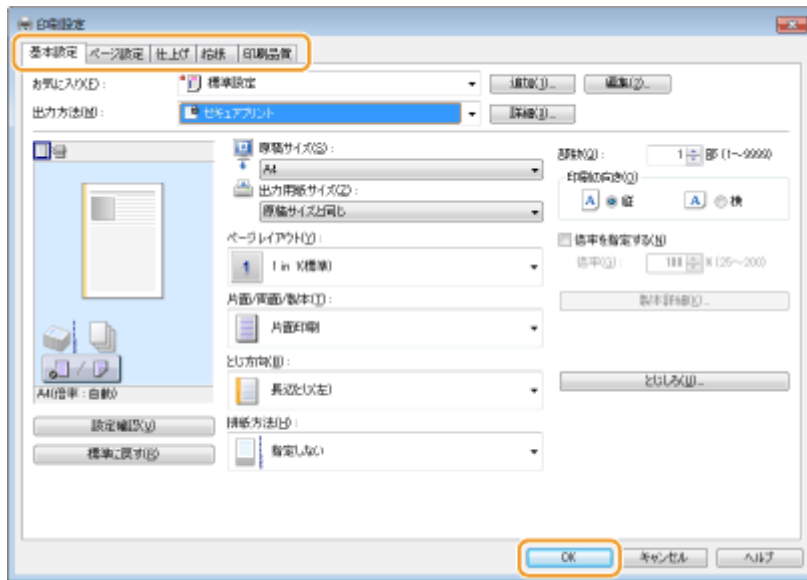 印刷設定
基本設定 ページ設定 仕上げ 給紙 印刷品質
お気に入り(F): 標準設定 追加(1)... 編集(2)...
出力方法(M): セキュアプリント 詳細(3)...
原稿サイズ(S):
A4
出力用紙サイズ(Z):
原稿サイズと同じ
ページレイアウト(Y):
1 1 in 1(標準)
片面/両面/製本(T):
片面印刷
とじ方向(B):
長辺とじ(左)
排紙方法(H):
指定しない
部数(Q): 1 部 (1~9999)
印刷の向き(O)
A 縦 A 横
倍率を指定する(N)
倍率(G): 100 % (25~200)
製本詳細(K)...
とじしろ(U)...
A4(倍率:自動)
設定確認(V)
標準に戻す(R)
OK キャンセル ヘルプ